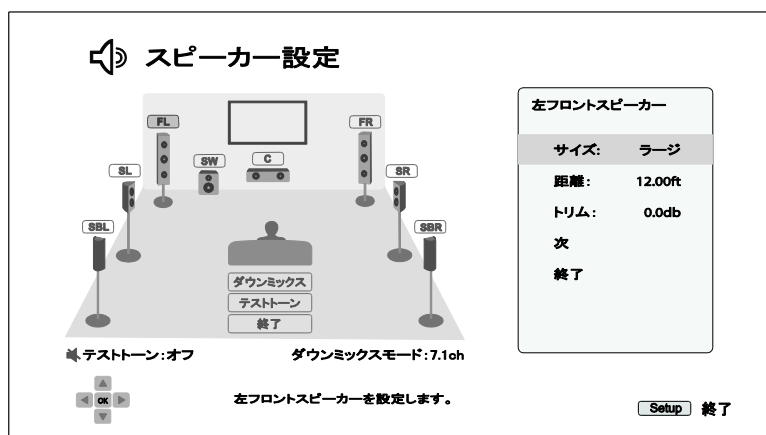 スピーカー設定
FL
FR
SW
C
SL
SR
SBL
SBR
ダウンミックス
テストトーン
終了
テストトーン:オフ
ダウンミックスモード:7.1ch
左フロントスピーカー
サイズ: ラージ
距離: 12.00ft
トリム: 0.0db
次
終了
OK
左フロントスピーカーを設定します。
Setup 終了